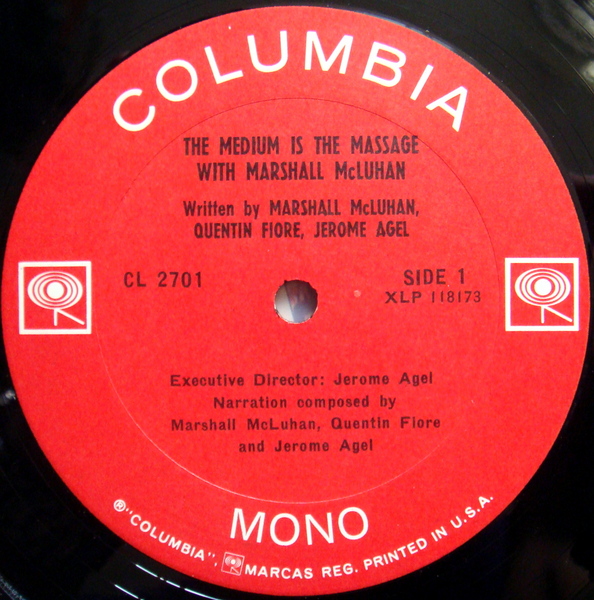 COLUMBIA
THE MEDIUM IS THE MASSAGE
WITH MARSHALL McLUHAN
Written by MARSHALL McLUHAN,
QUENTIN FIORE, JEROME AGEL
CL 2701
SIDE 1
XLP 118173
Executive Director: Jerome Agel
Narration composed by
Marshall McLuhan, Quentin Fiore
and Jerome Agel
MONO
®"COLUMBIA", MARCAS REG. PRINTED IN U.S.A.